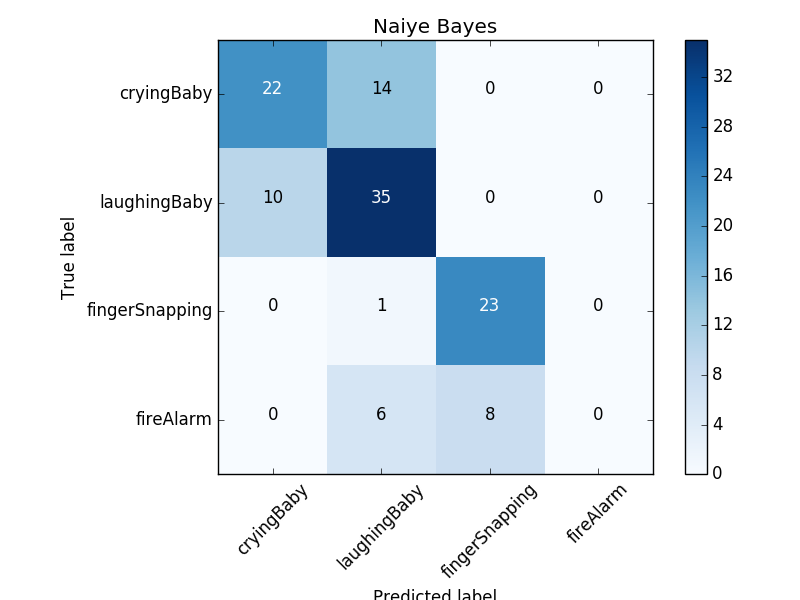 Naiye Bayes
cryingBaby 22 14 0 0
laughingBaby 10 35 0 0
fingerSnapping 0 1 23 0
fireAlarm 0 6 8 0
cryingBaby laughingBaby fingerSnapping fireAlarm
True label
Predicted label
32
28
24
20
16
12
8
4
0